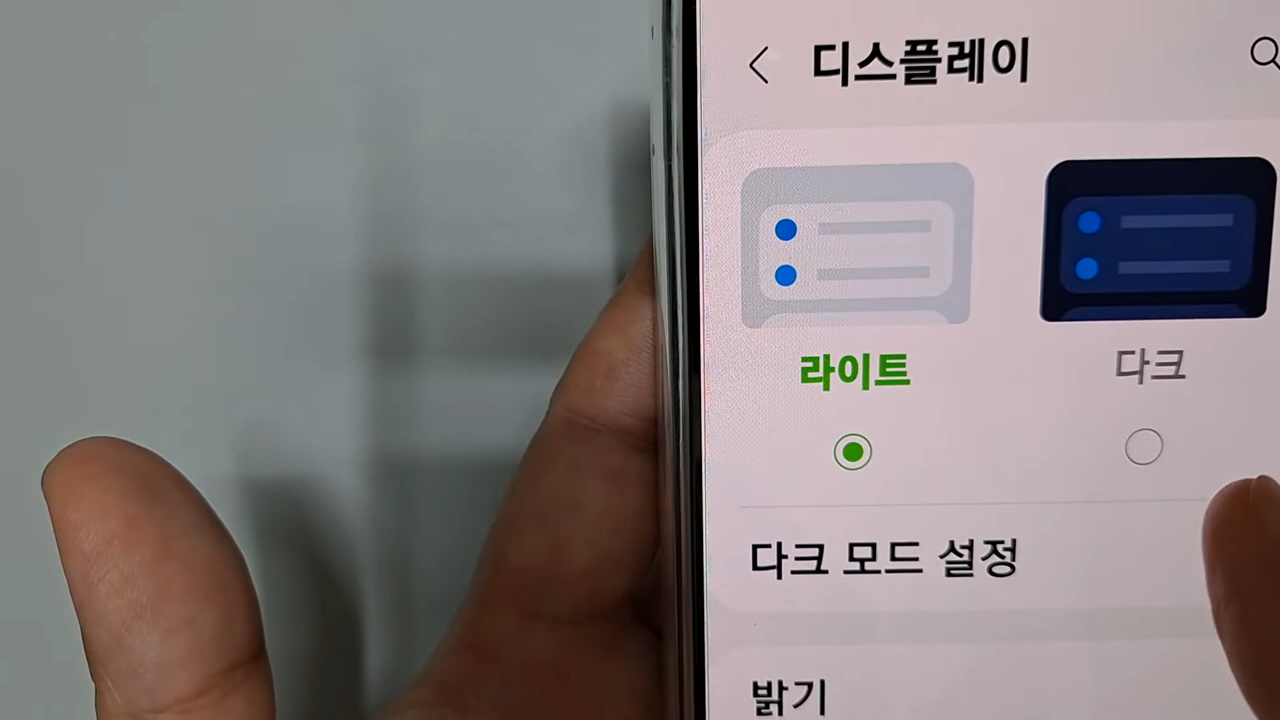 디스플레이
라이트
다크
다크 모드 설정
밝기